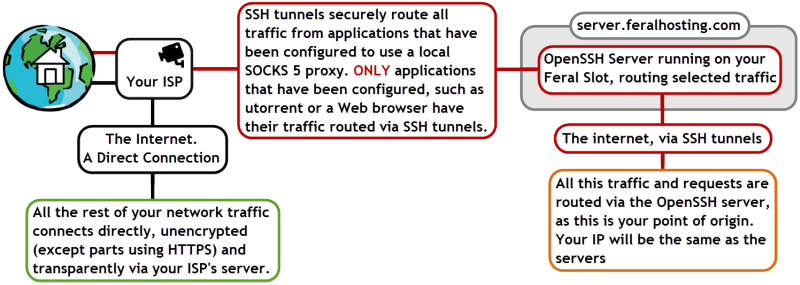 Your ISP
The Internet.
A Direct Connection
All the rest of your network traffic
connects directly, unencrypted
(except parts using HTTPS) and
transparently via your ISP's server.
SSH tunnels securely route all
traffic from applications that have
been configured to use a local
SOCKS 5 proxy. ONLY applications
that have been configured, such as
utorrent or a Web browser have
their traffic routed via SSH tunnels.
server.feralhosting.com
OpenSSH Server running on your
Feral Slot, routing selected traffic
The internet, via SSH tunnels
All this traffic and requests are
routed via the OpenSSH server,
as this is your point of origin.
Your IP will be the same as the
servers